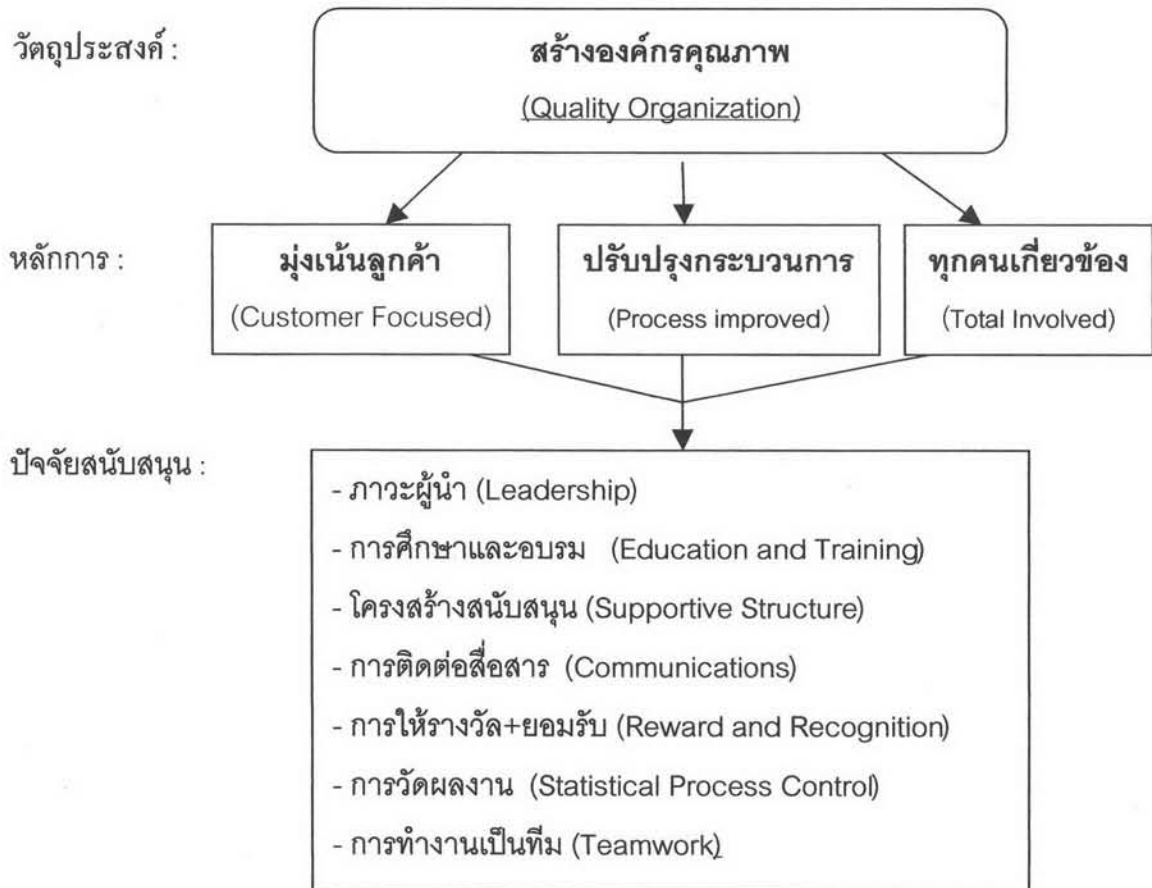 วัตถุประสงค์ :
สร้างองค์กรคุณภาพ
(Quality Organization)
หลักการ :
มุ่งเน้นลูกค้า
(Customer Focused)
ปรับปรุงกระบวนการ
(Process improved)
ทุกคนเกี่ยวข้อง
(Total Involved)
ปัจจัยสนับสนุน :
- ภาวะผู้นำ (Leadership)
- การศึกษาและอบรม (Education and Training)
- โครงสร้างสนับสนุน (Supportive Structure)
- การติดต่อสื่อสาร (Communications)
- การให้รางวัล+ยอมรับ (Reward and Recognition)
- การวัดผลงาน (Statistical Process Control)
- การทำงานเป็นทีม (Teamwork)